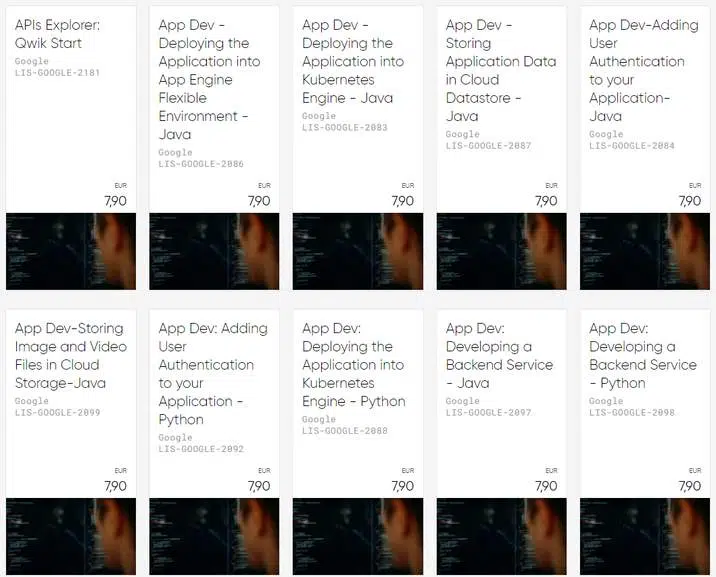 APIs Explorer:
Qwik Start
Google
LIS-GOOGLE-2181
EUR
7,90
App Dev -
Deploying the
Application into
App Engine
Flexible
Environment -
Java
Google
LIS-GOOGLE-2086
EUR
7,90
App Dev -
Deploying the
Application into
Kubernetes
Engine - Java
Google
LIS-GOOGLE-2083
EUR
7,90
App Dev -
Storing
Application Data
in Cloud
Datastore -
Java
Google
LIS-GOOGLE-2087
EUR
7,90
App Dev-Adding
User
Authentication
to your
Application-
Java
Google
LIS-GOOGLE-2084
EUR
7,90
App Dev-Storing
Image and Video
Files in Cloud
Storage-Java
Google
LIS-GOOGLE-2099
EUR
7,90
App Dev: Adding
User
Authentication
to your
Application -
Python
Google
LIS-GOOGLE-2092
EUR
7,90
App Dev:
Deploying the
Application into
Kubernetes
Engine - Python
Google
LIS-GOOGLE-2088
EUR
7,90
App Dev:
Developing a
Backend Service
- Java
Google
LIS-GOOGLE-2097
EUR
7,90
App Dev:
Developing a
Backend Service
- Python
Google
LIS-GOOGLE-2098
EUR
7,90